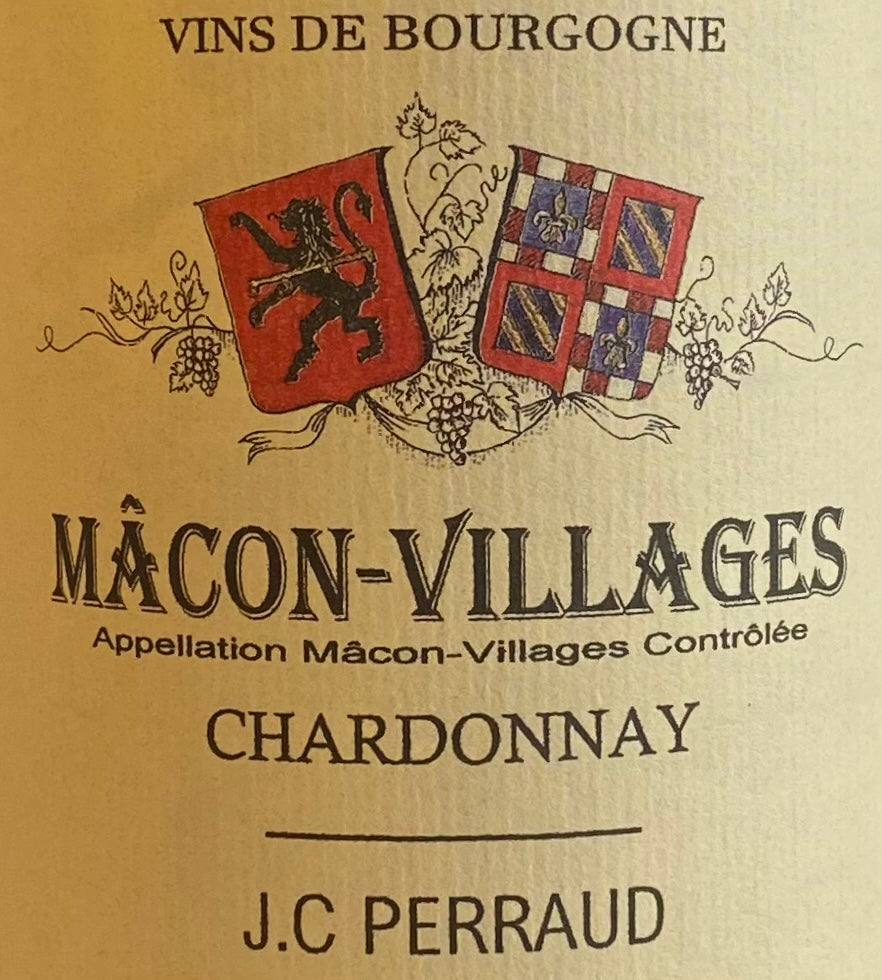 VINS DE BOURGOGNE
MÂCON-VILLAGES
Appellation Mâcon-Villages Contrôlée
CHARDONNAY
J.C PERRAUD